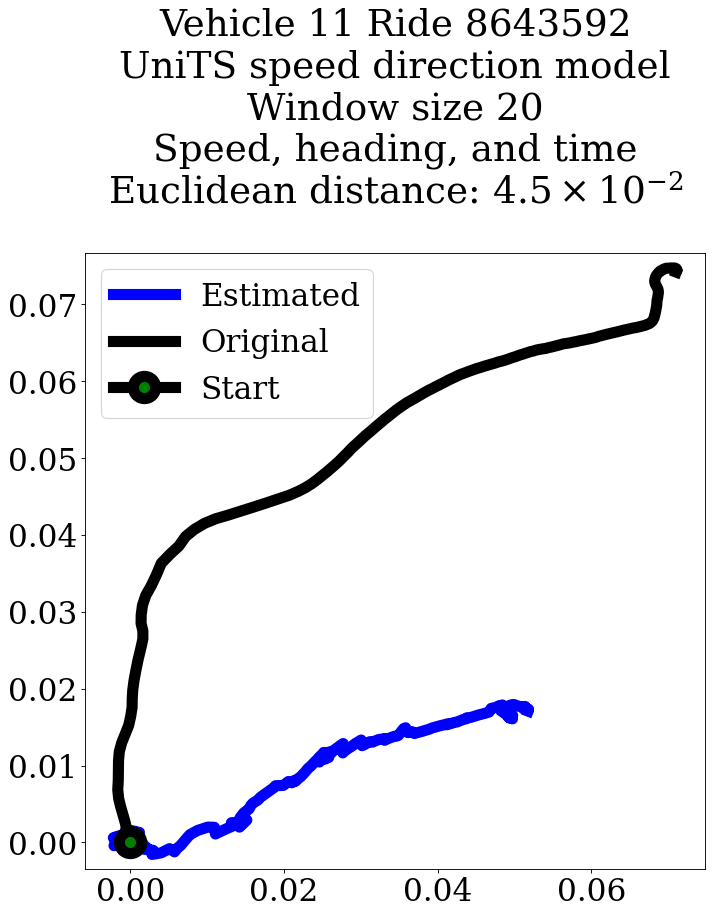 Vehicle 11 Ride 8643592
UniTS speed direction model
Window size 20
Speed, heading, and time
Euclidean distance: 4.5 × 10⁻²
Estimated
Original
Start
0.07
0.06
0.05
0.04
0.03
0.02
0.01
0.00
0.00 0.02 0.04 0.06